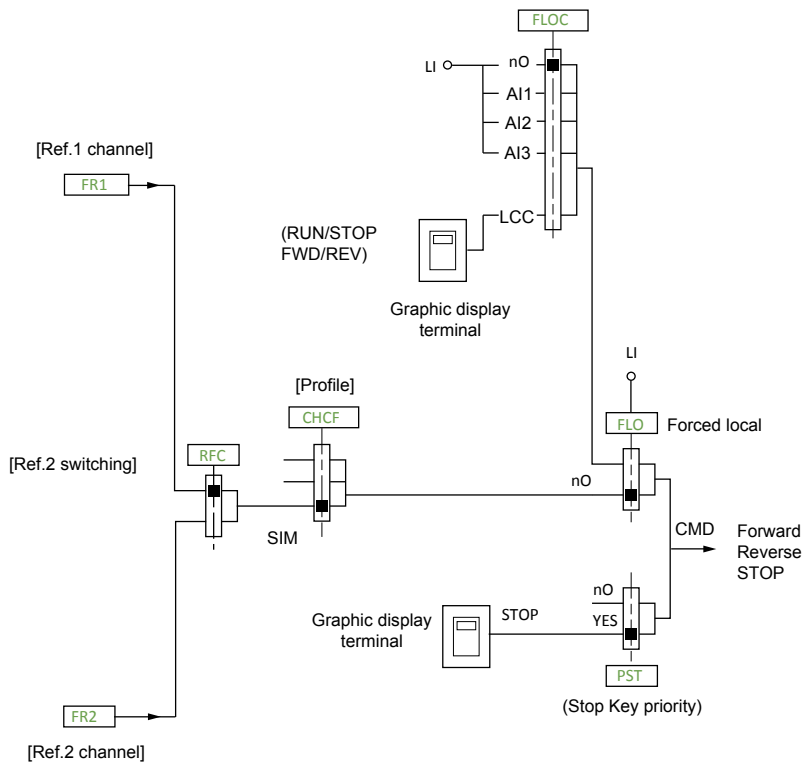 FLOC
LI
nO
AI1
AI2
AI3
LCC
[Ref.1 channel]
FR1
(RUN/STOP
FWD/REV)
Graphic display
terminal
LI
[Profile]
CHCF
FLO
Forced local
[Ref.2 switching]
RFC
nO
SIM
CMD
Forward
Reverse
STOP
nO
Graphic display
terminal
STOP
YES
PST
(Stop Key priority)
FR2
[Ref.2 channel]